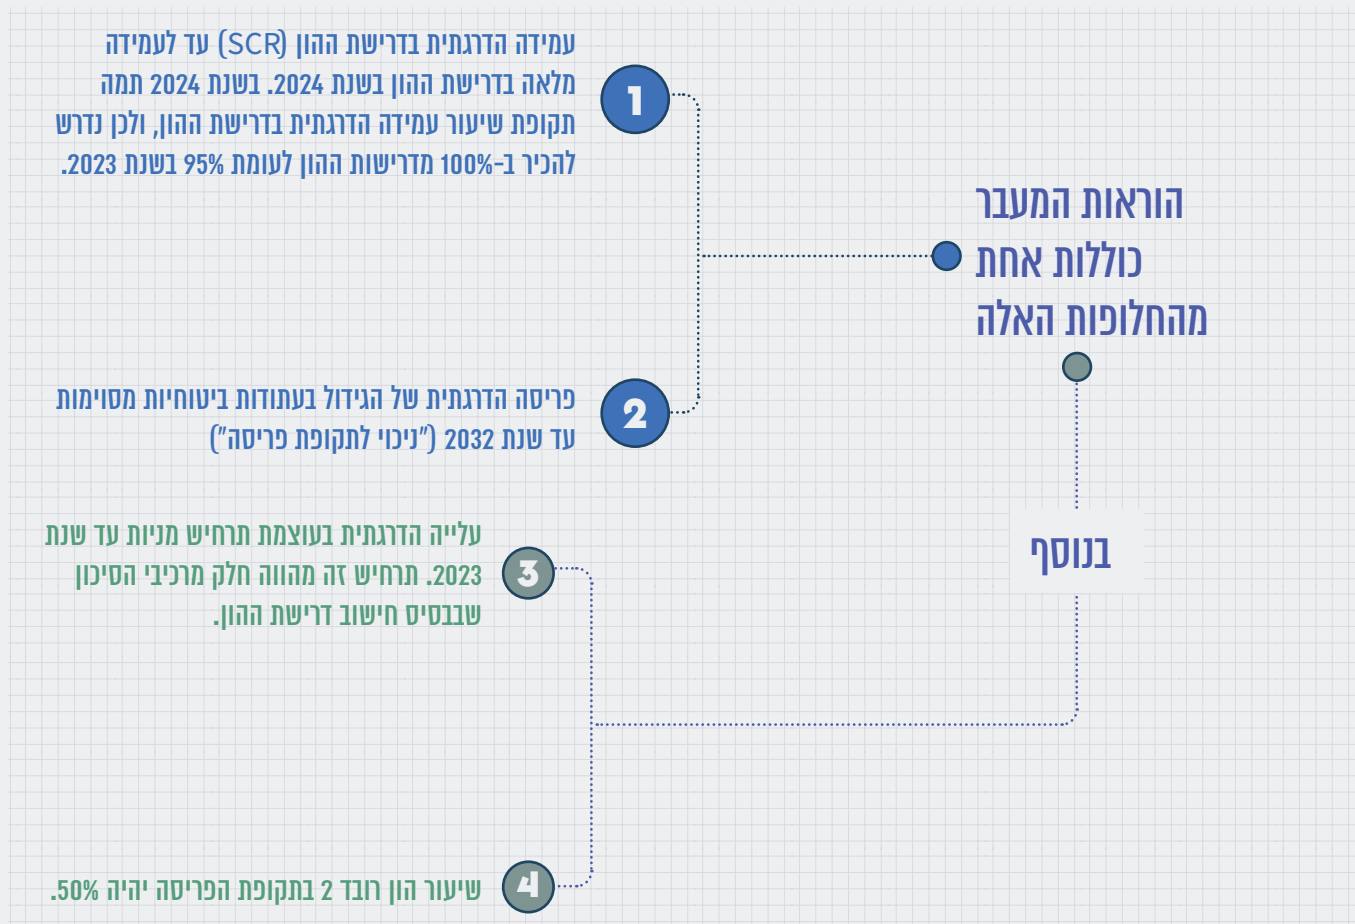 הוראות המעבר
כוללות אחת
מהחלופות האלה
1
עמידה הדרגתית בדרישת ההון (SCR) עד לעמידה
מלאה בדרישת ההון בשנת 2024. בשנת 2024 תמה
תקופת שיעור עמידה הדרגתית בדרישת ההון, ולכן נדרש
להכיר ב-100% מדרישות ההון לעומת 95% בשנת 2023.
2
פריסה הדרגתית של הגידול בעתודות ביטוחיות מסוימות
עד שנת 2032 ("ניכוי לתקופת פריסה")
בנוסף
3
עלייה הדרגתית בעוצמת תרחיש מניות עד שנת
2023. תרחיש זה מהווה חלק מרכיבי הסיכון
שבבסיס חישוב דרישת ההון.
4
שיעור הון רובד 2 בתקופת הפריסה יהיה 50%.